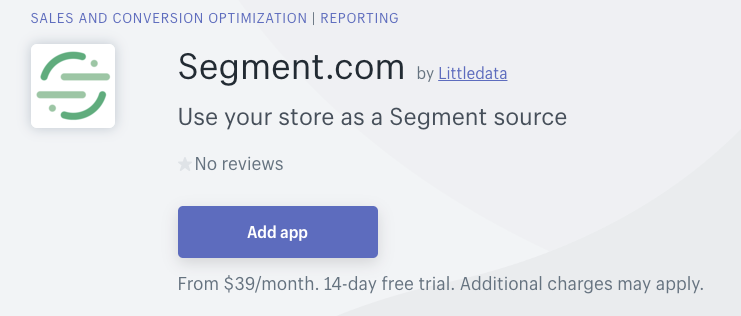 SALES AND CONVERSION OPTIMIZATION | REPORTING
Segment.com by Littledata
Use your store as a Segment source
No reviews
Add app
From $39/month. 14-day free trial. Additional charges may apply.